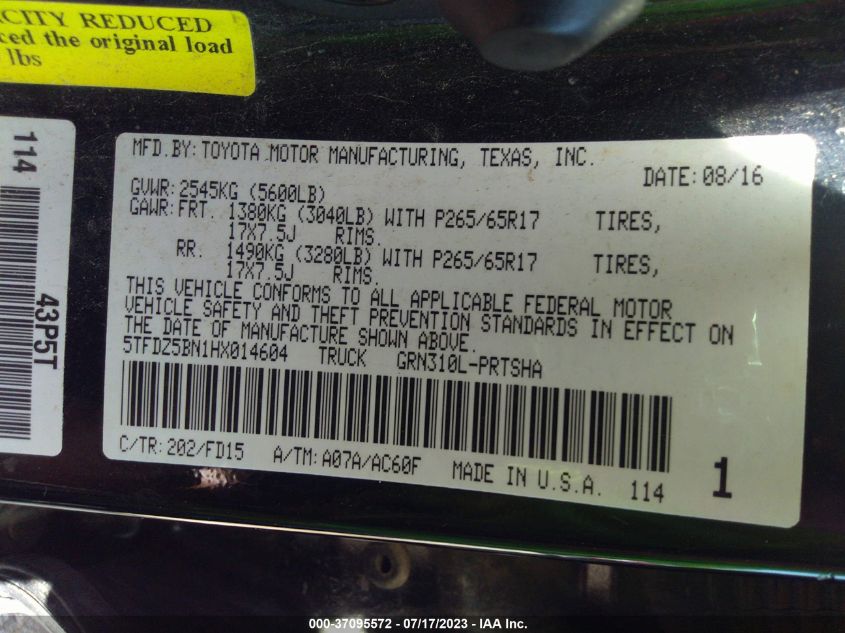 CITY REDUCED
ced the original load
lbs
114
43P5T
MFD.BY: TOYOTA MOTOR MANUFACTURING, TEXAS, INC.
DATE: 08/16
GVWR: 2545KG (5600LB)
GAWR: FRT. 1380KG (3040LB) WITH P265/65R17 TIRES,
17X7.5J RIMS.
RR. 1490KG (3280LB) WITH P265/65R17 TIRES,
17X7.5J RIMS.
THIS VEHICLE CONFORMS TO ALL APPLICABLE FEDERAL MOTOR
VEHICLE SAFETY AND THEFT PREVENTION STANDARDS IN EFFECT ON
THE DATE OF MANUFACTURE SHOWN ABOVE.
5TFDZ5BN1HX014604 TRUCK GRN310L-PRTSHA
C/TR: 202/FD15 A/TM: A07A/AC60F MADE IN U.S.A. 114
1
000-37095572 - 07/17/2023 - IAA Inc.